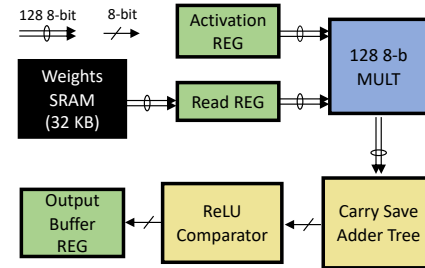 128 8-bit
8-bit
Activation
REG
128 8-b
MULT
Weights
SRAM
(32 KB)
Read REG
Output
Buffer
REG
ReLU
Comparator
Carry Save
Adder Tree